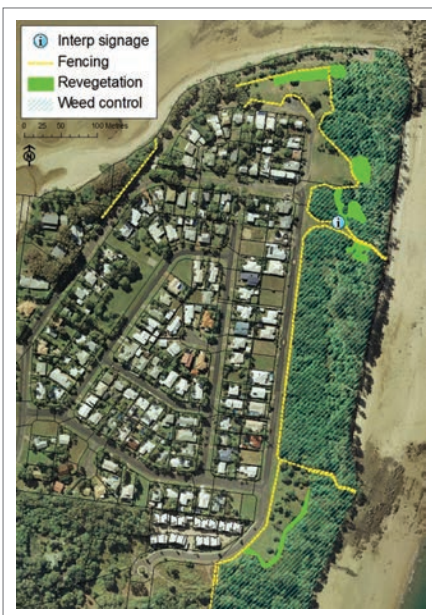 i Interp signage
Fencing
Revegetation
Weed control
0 25 50 100 Metres
N